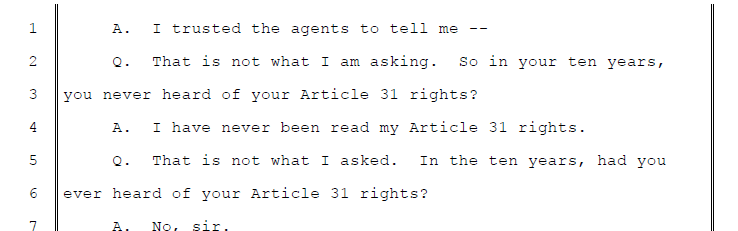 1 A. I trusted the agents to tell me --
2 Q. That is not what I am asking. So in your ten years,
3 you never heard of your Article 31 rights?
4 A. I have never been read my Article 31 rights.
5 Q. That is not what I asked. In the ten years, had you
6 ever heard of your Article 31 rights?
7 A. No, sir.